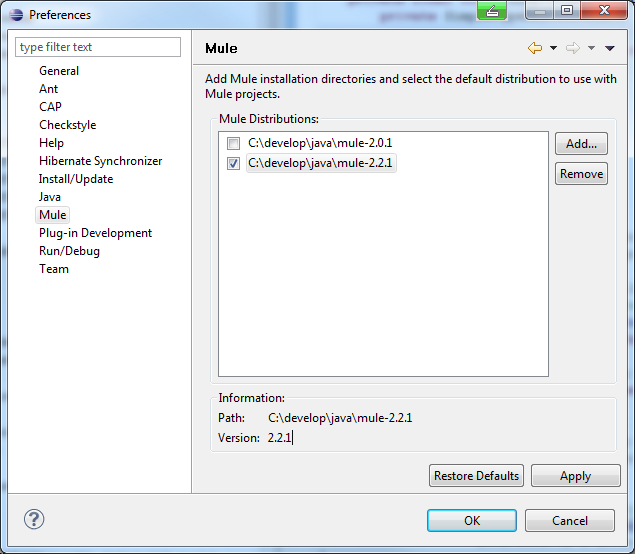 Preferences
type filter text
General
Ant
CAP
Checkstyle
Help
Hibernate Synchronizer
Install/Update
Java
Mule
Plug-in Development
Run/Debug
Team
Mule
Add Mule installation directories and select the default distribution to use with
Mule projects.
Mule Distributions:
C:\develop\java\mule-2.0.1
C:\develop\java\mule-2.2.1
Add...
Remove
Information:
Path: C:\develop\java\mule-2.2.1
Version: 2.2.1
Restore Defaults
Apply
OK
Cancel